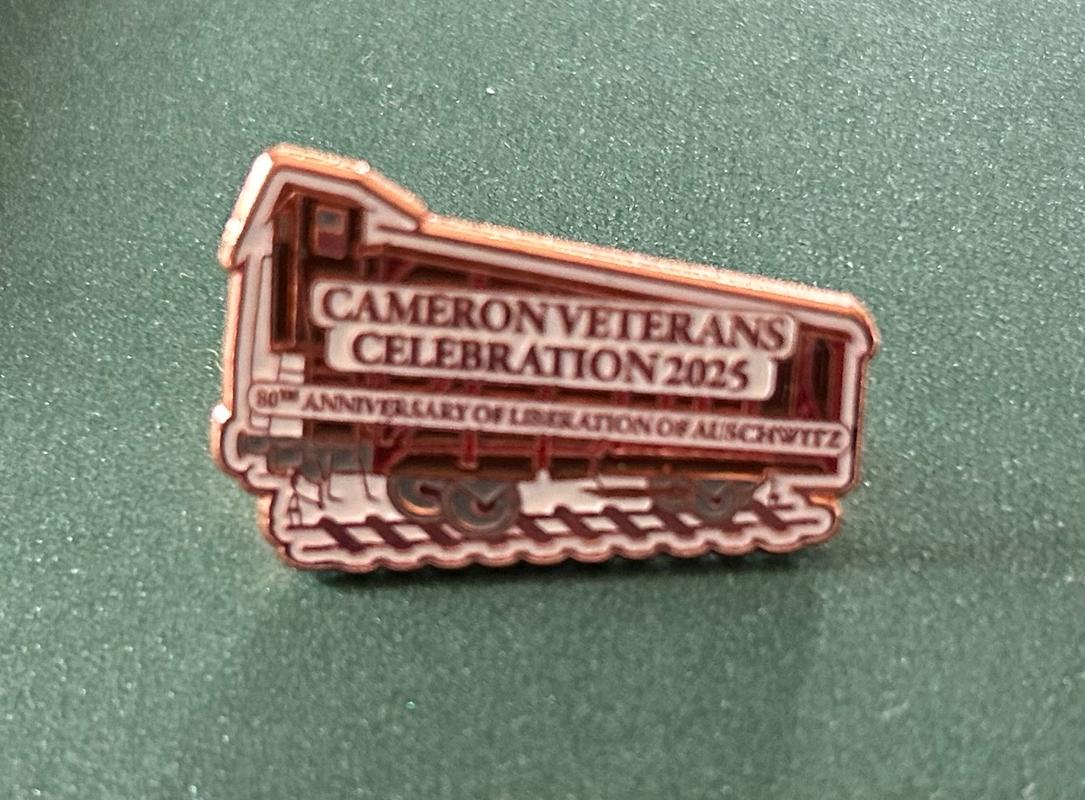 CAMERON VETERANS
CELEBRATION 2025
80TH ANNIVERSARY OF LIBERATION OF AUSCHWITZ